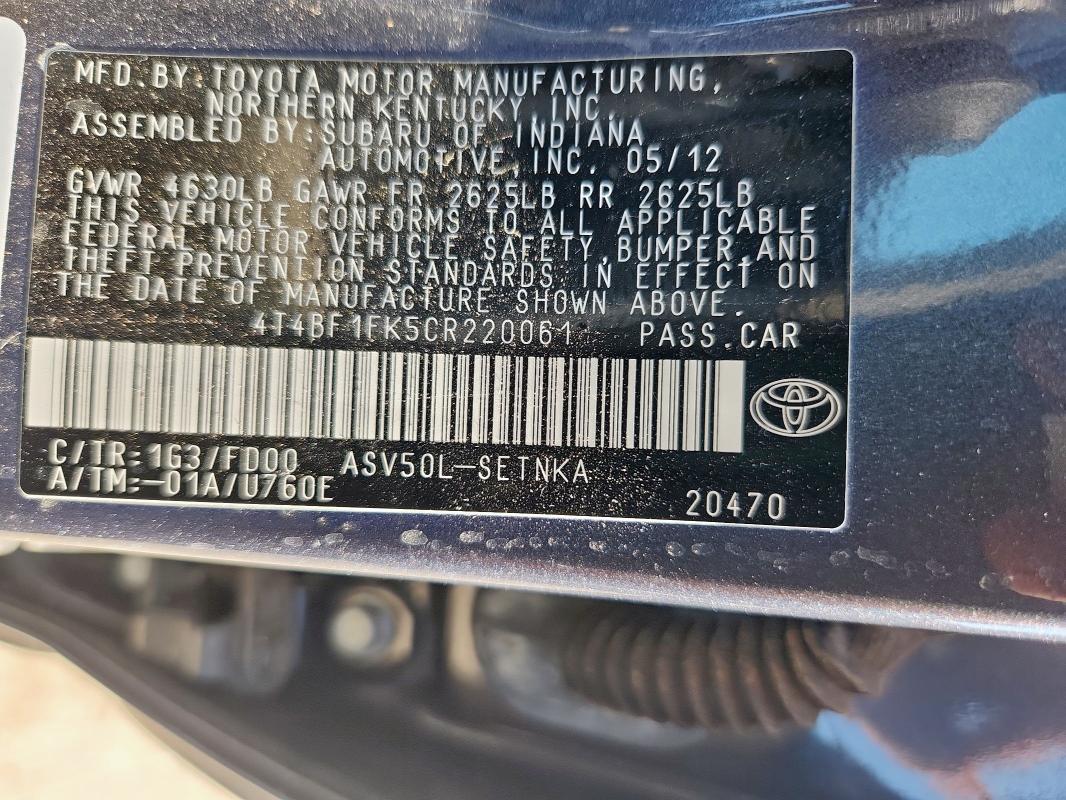 MFD. BY: TOYOTA MOTOR MANUFACTURING,
NORTHERN KENTUCKY, INC.
ASSEMBLED BY: SUBARU OF INDIANA
AUTOMOTIVE, INC. 05/12
GVWR 4630LB GAWR FR 2625LB RR 2625LB
THIS VEHICLE CONFORMS TO ALL APPLICABLE
FEDERAL MOTOR VEHICLE SAFETY, BUMPER, AND
THEFT PREVENTION STANDARDS IN EFFECT ON
THE DATE OF MANUFACTURE SHOWN ABOVE.
4T4BF1FK5CR220061 PASS. CAR
C/TR: 1G3/FD00 ASV50L-SETNKA
A/TM: -01A/U760E
20470